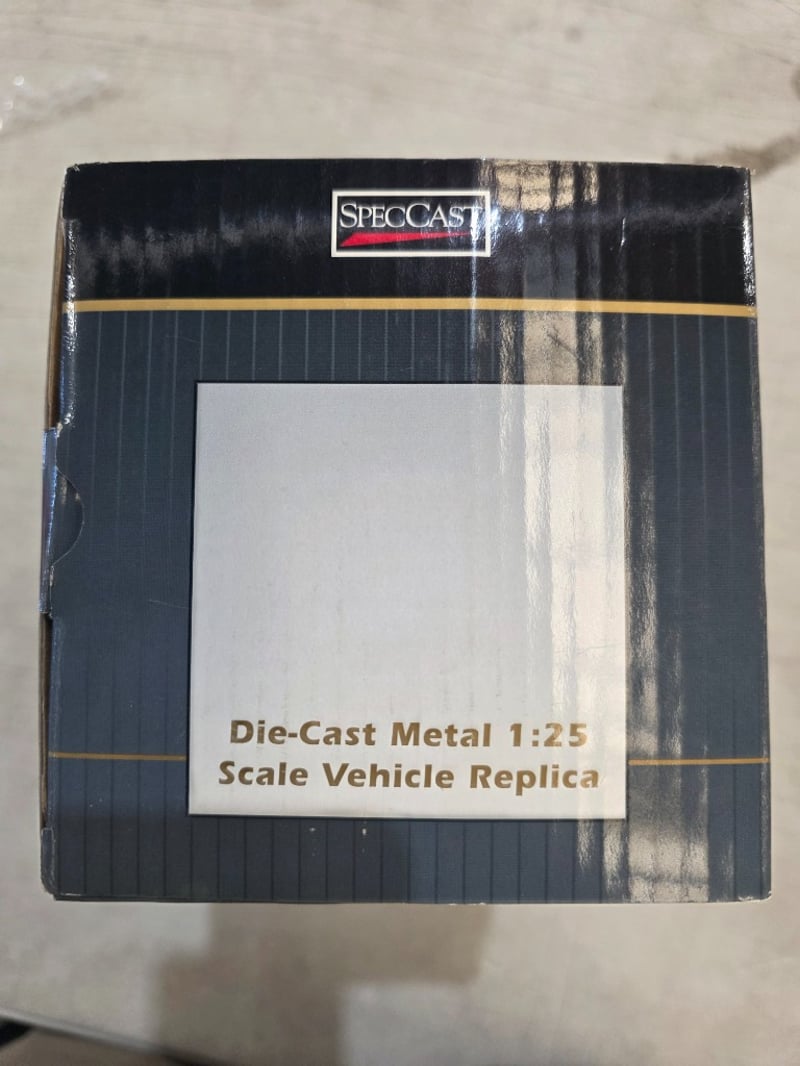 SPECCAST
Die-Cast Metal 1:25
Scale Vehicle Replica